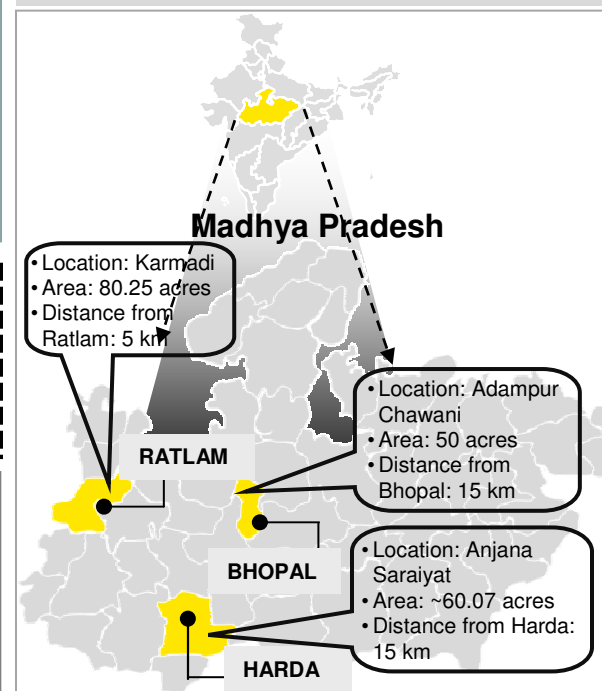 Madhya Pradesh
• Location: Karmadi
• Area: 80.25 acres
• Distance from
Ratlam: 5 km
RATLAM
• Location: Adampur
Chawani
• Area: 50 acres
• Distance from
Bhopal: 15 km
BHOPAL
• Location: Anjana
Saraiyat
• Area: ~60.07 acres
• Distance from Harda:
15 km
HARDA